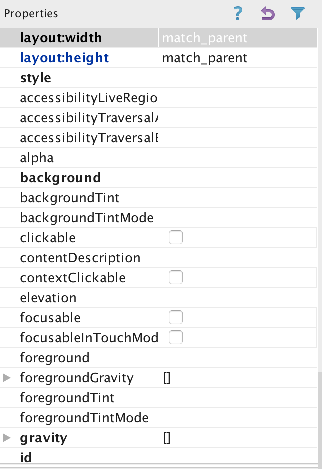 Properties ?
layout:width match_parent
layout:height match_parent
style
accessibilityLiveRegio
accessibilityTraversalA
accessibilityTraversalE
alpha
background
backgroundTint
backgroundTintMode
clickable
contentDescription
contextClickable
elevation
focusable
focusableInTouchMod
foreground
foregroundGravity []
foregroundTint
foregroundTintMode
gravity []
id